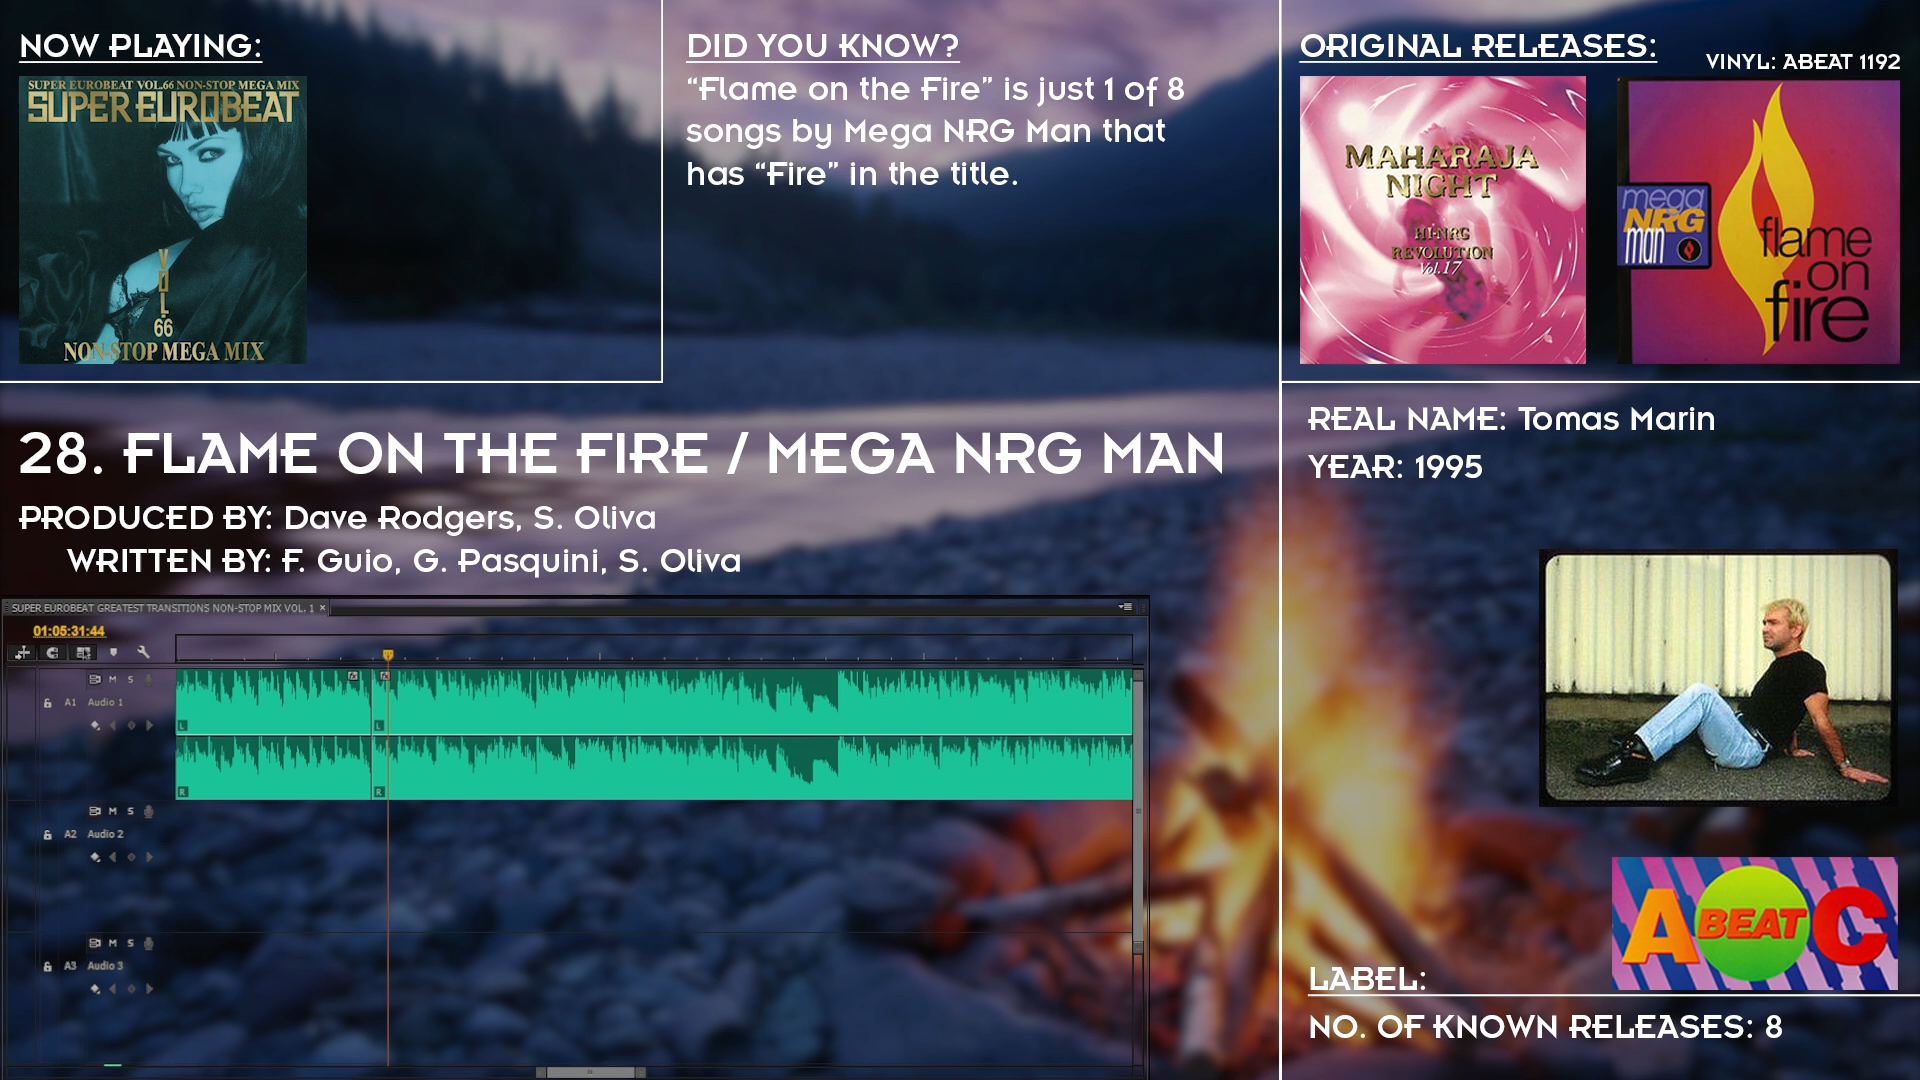 NOW PLAYING:
SUPER EUROBEAT VOL.66 NON-STOP MEGA MIX
SUPER EUROBEAT
VOL.
66
NON-STOP MEGA MIX
DID YOU KNOW?
“Flame on the Fire” is just 1 of 8
songs by Mega NRG Man that
has “Fire” in the title.
ORIGINAL RELEASES:
VINYL: ABEAT 1192
MAHARAJA
NIGHT
HI-NRG
REVOLUTION
Vol.17
mega
NRG
man
flame
on
fire
28. FLAME ON THE FIRE / MEGA NRG MAN
PRODUCED BY: Dave Rodgers, S. Oliva
WRITTEN BY: F. Guio, G. Pasquini, S. Oliva
REAL NAME: Tomas Marin
YEAR: 1995
SUPER EUROBEAT GREATEST TRANSITIONS NON-STOP MIX VOL. 1 ×
01:05:31:44
M S
A1 Audio 1
fx fx
L L
R R
M S
A2 Audio 2
M S
A3 Audio 3
A BEAT C
LABEL:
NO. OF KNOWN RELEASES: 8